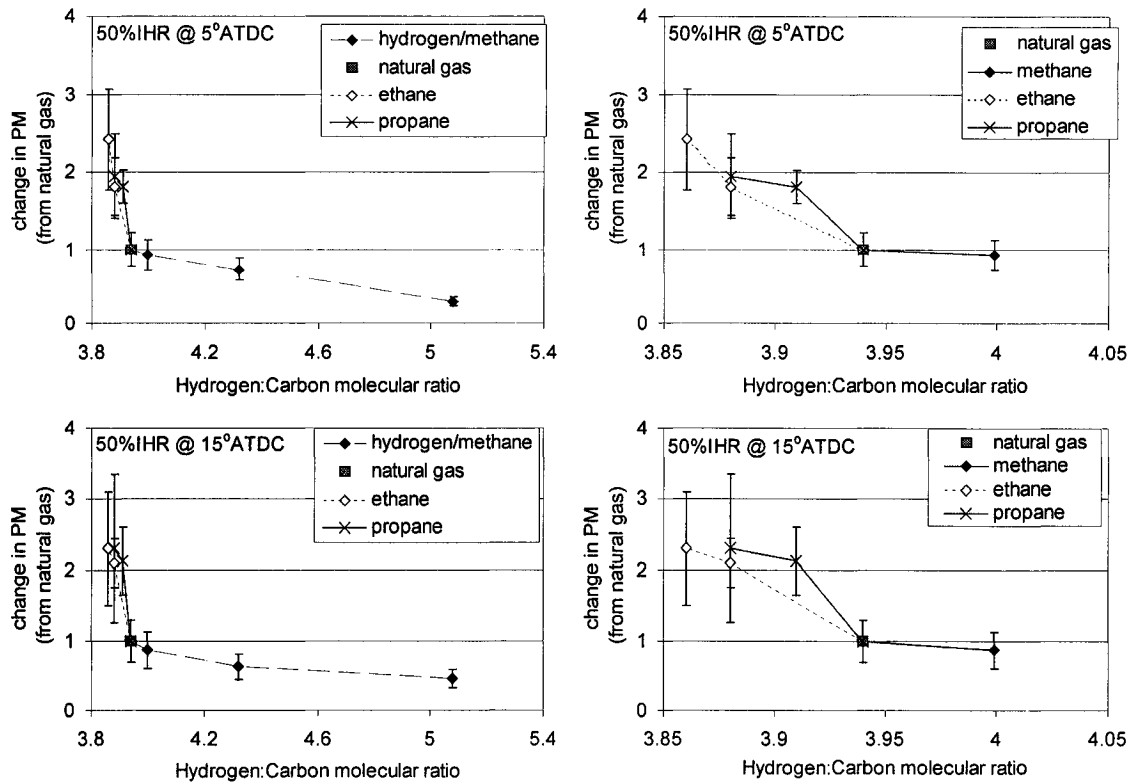 50%IHR @ 5°ATDC
hydrogen/methane
natural gas
ethane
propane
change in PM
(from natural gas)
4
3
2
1
0
3.8 4.2 4.6 5 5.4
Hydrogen:Carbon molecular ratio
50%IHR @ 5°ATDC
natural gas
methane
ethane
propane
change in PM
(from natural gas)
4
3
2
1
0
3.85 3.9 3.95 4 4.05
Hydrogen:Carbon molecular ratio
50%IHR @ 15°ATDC
hydrogen/methane
natural gas
ethane
propane
change in PM
(from natural gas)
4
3
2
1
0
3.8 4.2 4.6 5 5.4
Hydrogen:Carbon molecular ratio
50%IHR @ 15°ATDC
natural gas
methane
ethane
propane
change in PM
(from natural gas)
4
3
2
1
0
3.85 3.9 3.95 4 4.05
Hydrogen:Carbon molecular ratio